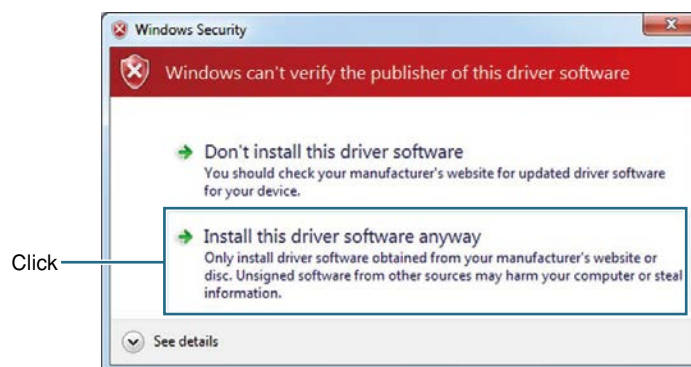 Windows Security
Windows can't verify the publisher of this driver software
Don't install this driver software
You should check your manufacturer's website for updated driver software
for your device.
Install this driver software anyway
Only install driver software obtained from your manufacturer's website or
disc. Unsigned software from other sources may harm your computer or steal
information.
Click
See details